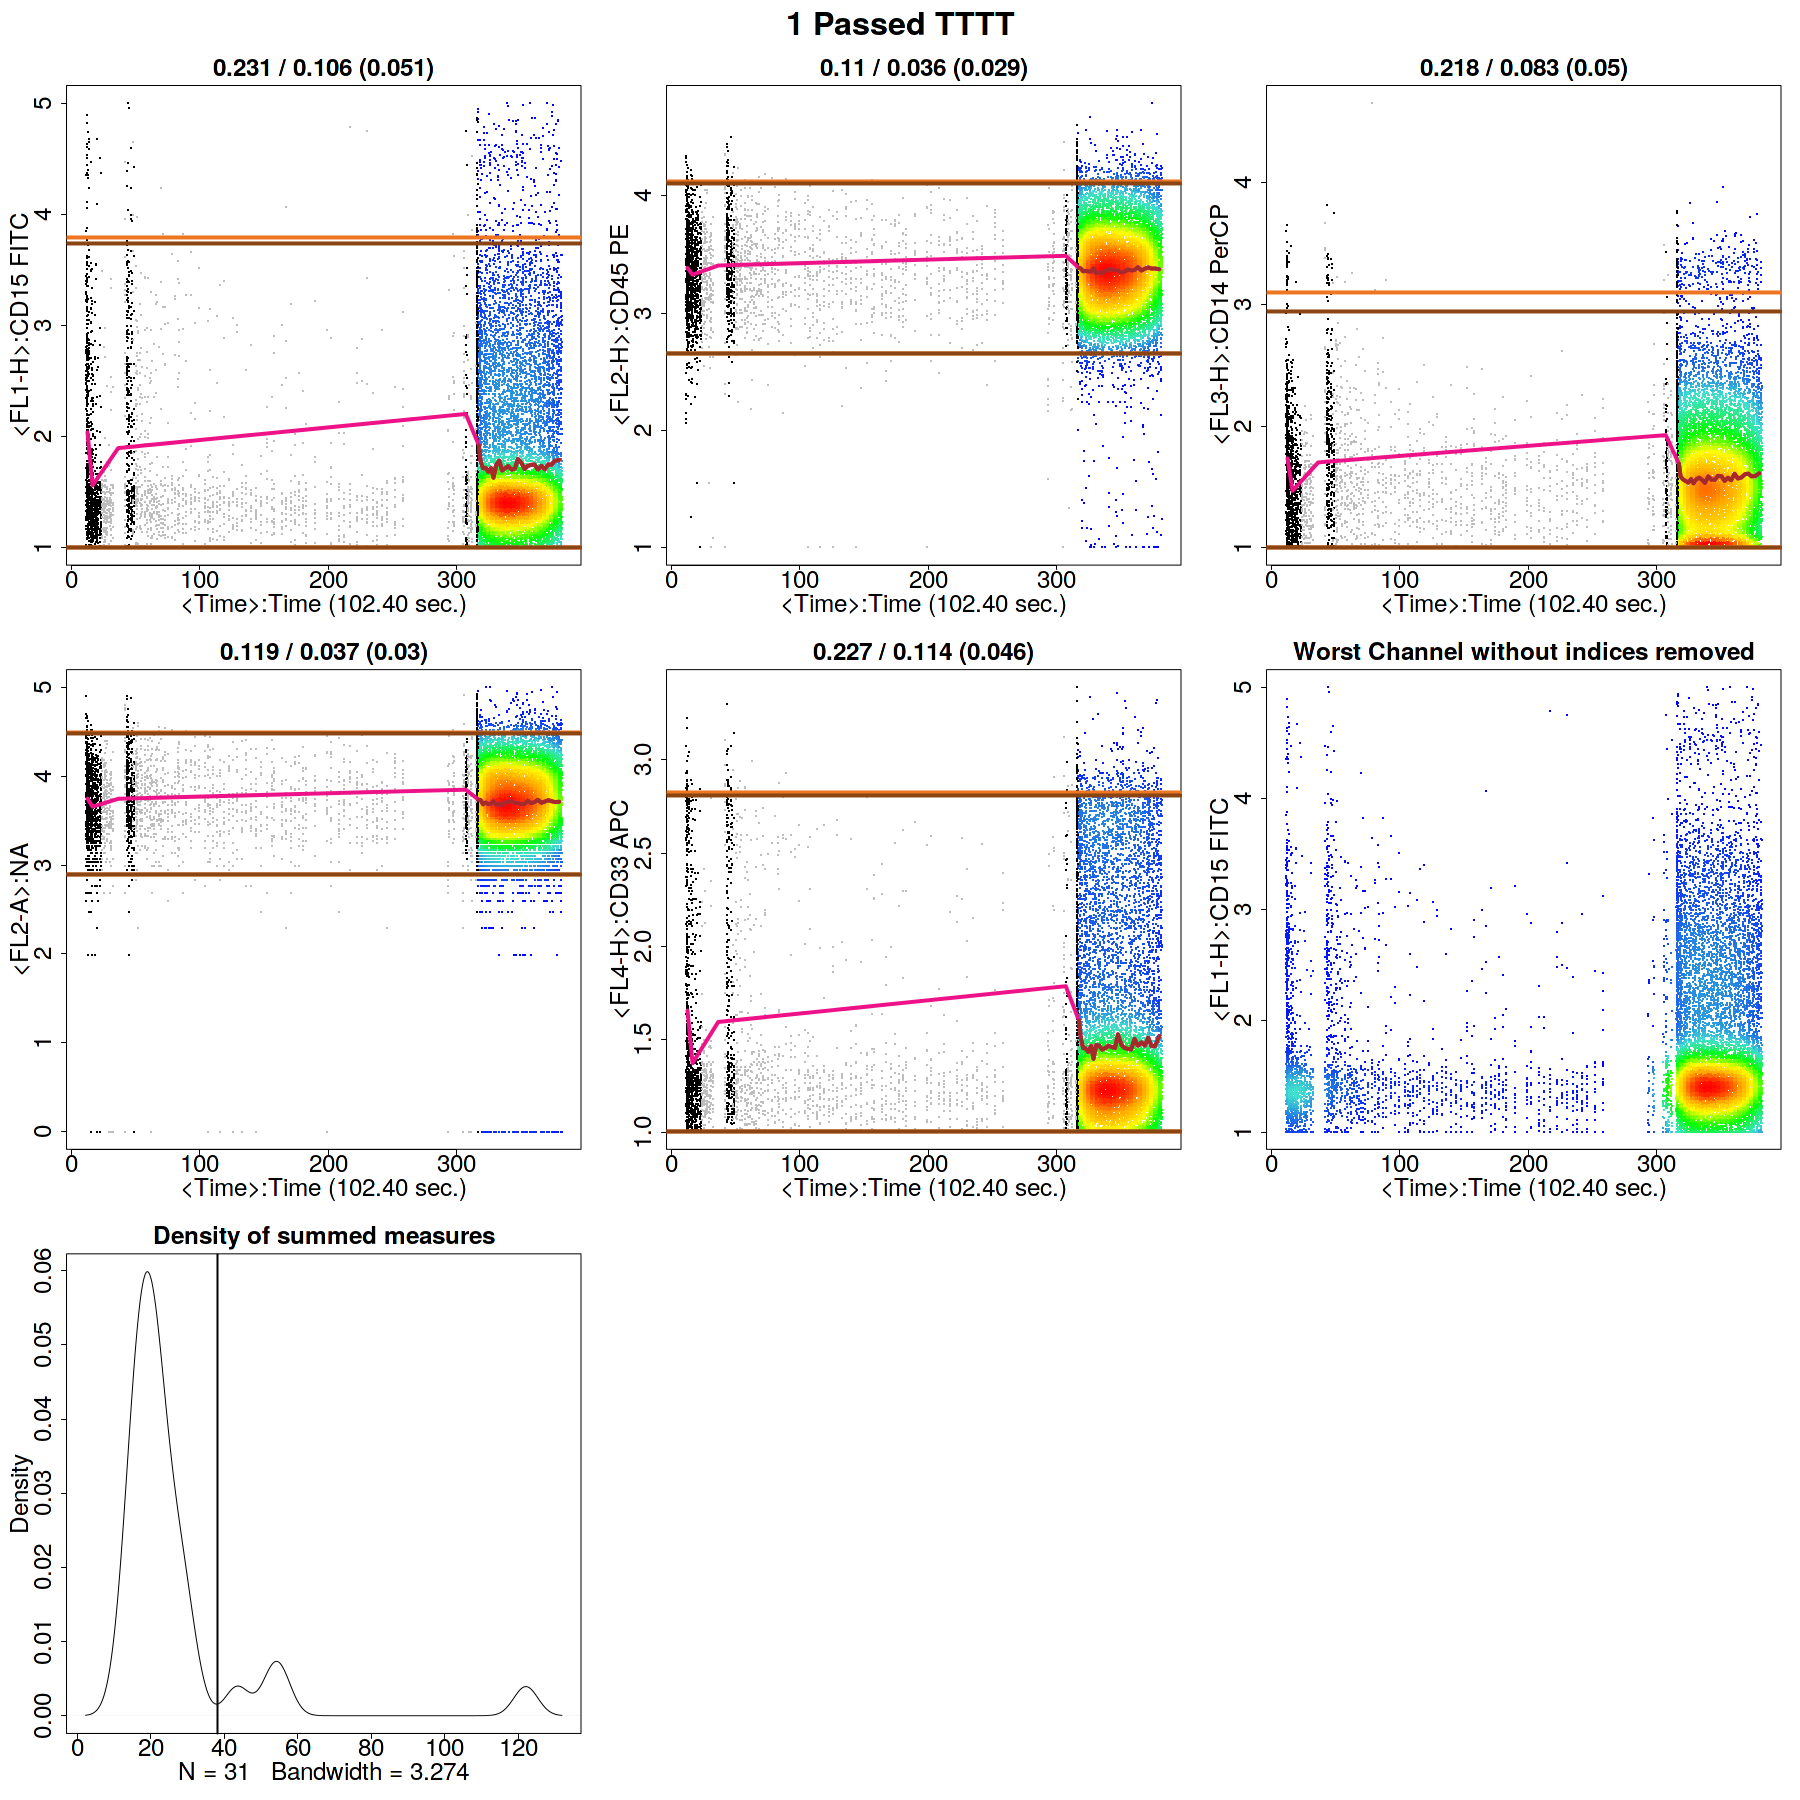 1 Passed TTTT
0.231 / 0.106 (0.051)
<FL1-H>:CD15 FITC
5
4
3
2
1
0 100 200 300
<Time>:Time (102.40 sec.)
0.11 / 0.036 (0.029)
<FL2-H>:CD45 PE
4
3
2
1
0 100 200 300
<Time>:Time (102.40 sec.)
0.218 / 0.083 (0.05)
<FL3-H>:CD14 PerCP
4
3
2
1
0 100 200 300
<Time>:Time (102.40 sec.)
0.119 / 0.037 (0.03)
<FL2-A>:NA
5
4
3
2
1
0
0 100 200 300
<Time>:Time (102.40 sec.)
0.227 / 0.114 (0.046)
<FL4-H>:CD33 APC
3.0
2.5
2.0
1.5
1.0
0 100 200 300
<Time>:Time (102.40 sec.)
Worst Channel without indices removed
<FL1-H>:CD15 FITC
5
4
3
2
1
0 100 200 300
<Time>:Time (102.40 sec.)
Density of summed measures
Density
0.06
0.05
0.04
0.03
0.02
0.01
0.00
0 20 40 60 80 100 120
N = 31 Bandwidth = 3.274